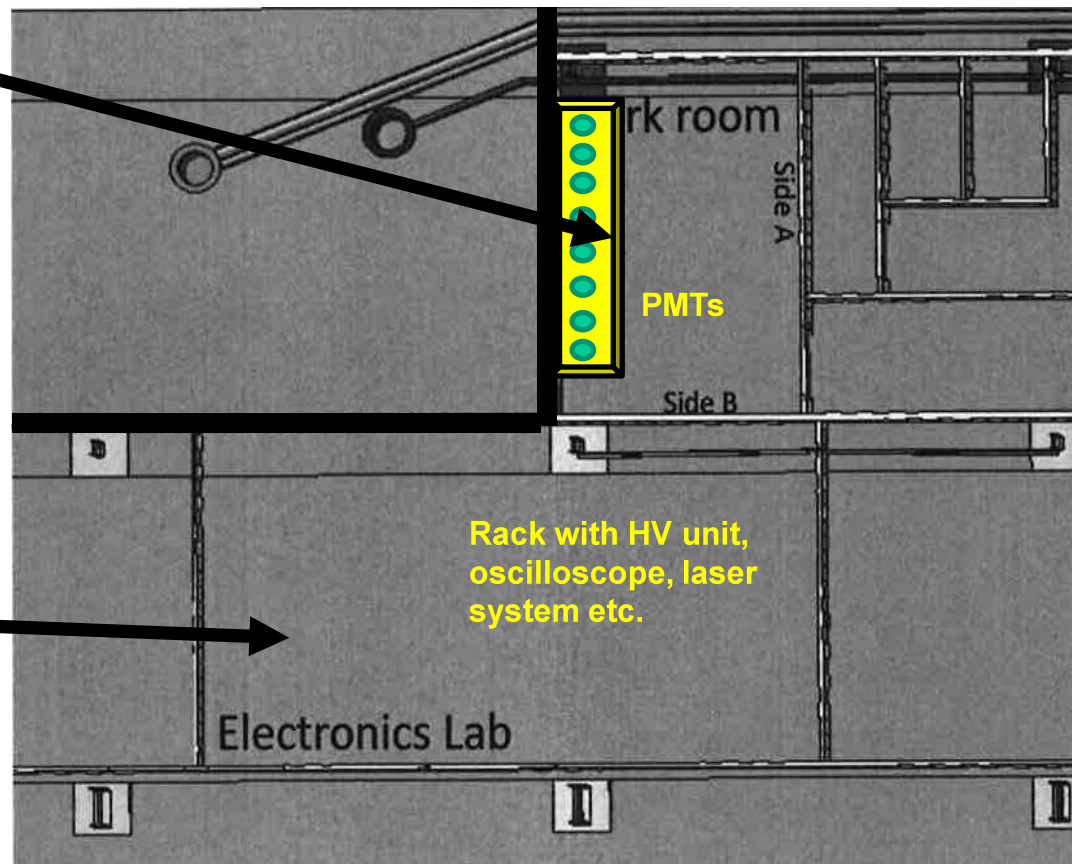 rk room
Side A
PMTs
Side B
Rack with HV unit,
oscilloscope, laser
system etc.
Electronics Lab